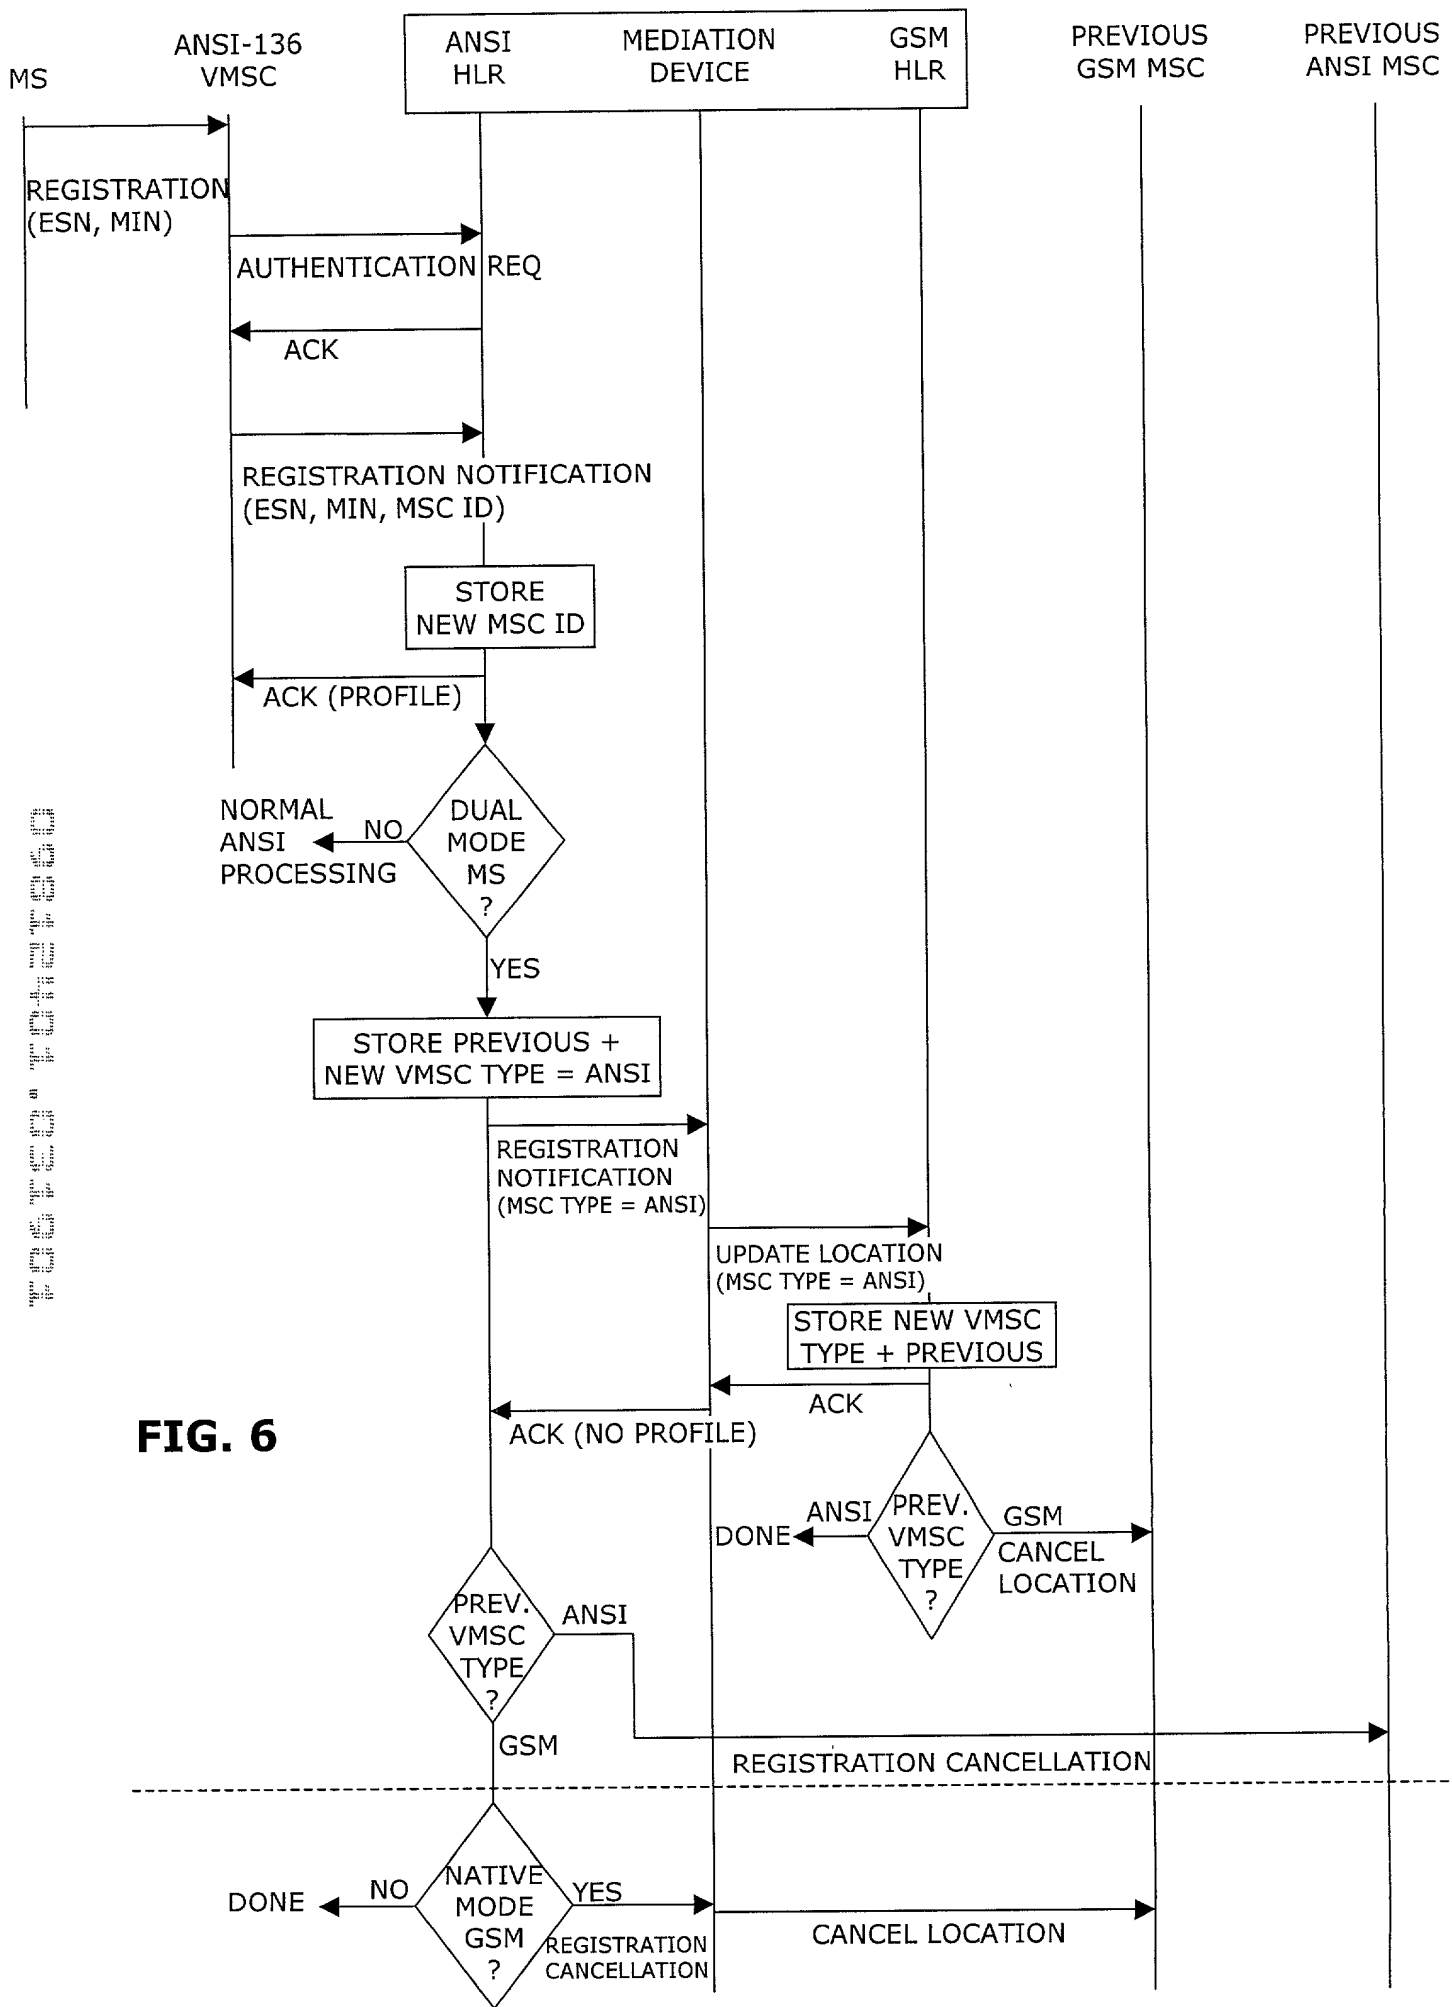 MS
ANSI-136
VMSC
ANSI
HLR
MEDIATION
DEVICE
GSM
HLR
PREVIOUS
GSM MSC
PREVIOUS
ANSI MSC
REGISTRATION
(ESN, MIN)
AUTHENTICATION REQ
ACK
REGISTRATION NOTIFICATION
(ESN, MIN, MSC ID)
STORE
NEW MSC ID
ACK (PROFILE)
NORMAL
ANSI
PROCESSING
NO
DUAL
MODE
MS
?
YES
STORE PREVIOUS +
NEW VMSC TYPE = ANSI
REGISTRATION
NOTIFICATION
(MSC TYPE = ANSI)
UPDATE LOCATION
(MSC TYPE = ANSI)
STORE NEW VMSC
TYPE + PREVIOUS
ACK
ACK (NO PROFILE)
FIG. 6
DONE
ANSI
PREV.
VMSC
TYPE
?
GSM
CANCEL
LOCATION
PREV.
VMSC
TYPE
?
ANSI
GSM
REGISTRATION CANCELLATION
DONE
NO
NATIVE
MODE
GSM
?
YES
REGISTRATION
CANCELLATION
CANCEL LOCATION